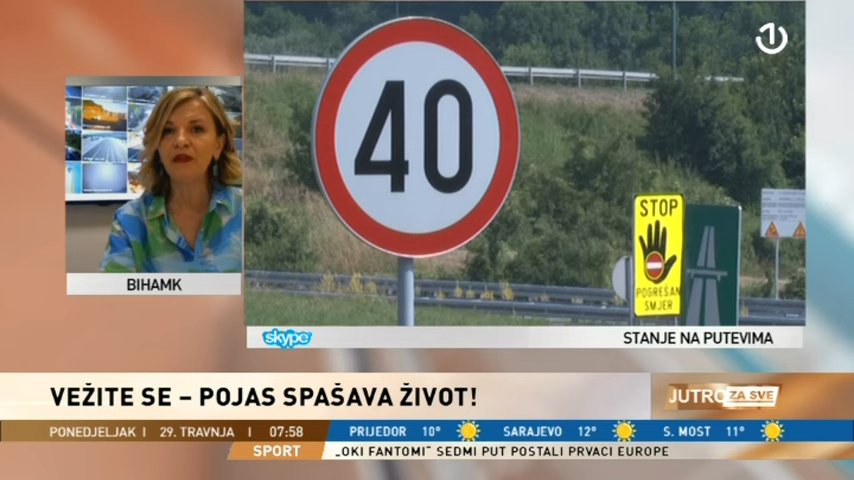 40
STOP
POGREŠAN
SMJER
BIHAMK
skype
STANJE NA PUTEVIMA
VEŽITE SE – POJAS SPAŠAVA ŽIVOT!
JUTRO ZA SVE
PONEDJELJAK I 29. TRAVNJA I 07:58 PRIJEDOR 10° SARAJEVO 12° S. MOST 11°
SPORT „OKI FANTOMI“ SEDMI PUT POSTALI PRVACI EUROPE